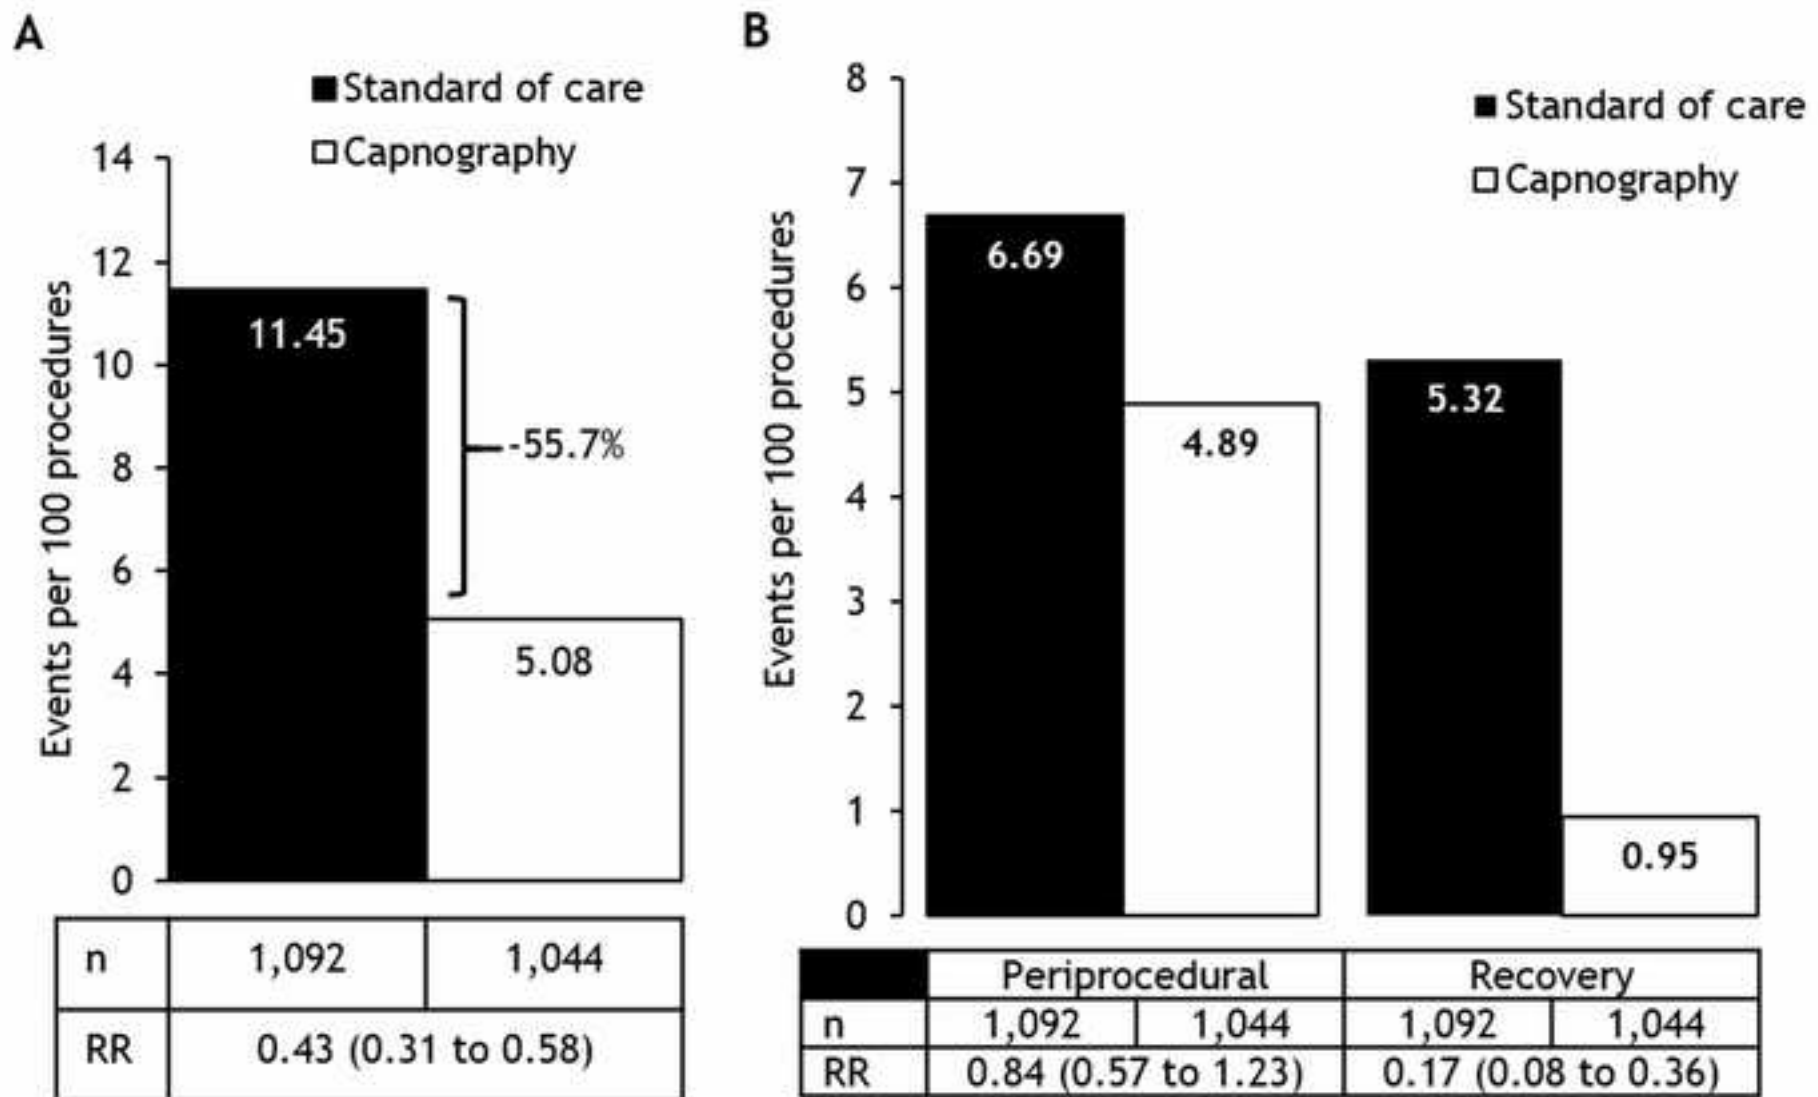 A
Standard of care
Capnography
Events per 100 procedures
14
12
10
8
6
4
2
0
11.45
-55.7%
5.08
n 1,092 1,044
RR 0.43 (0.31 to 0.58)
B
Standard of care
Capnography
Events per 100 procedures
8
7
6
5
4
3
2
1
0
6.69
4.89
5.32
0.95
Periprocedural Recovery
n 1,092 1,044 1,092 1,044
RR 0.84 (0.57 to 1.23) 0.17 (0.08 to 0.36)